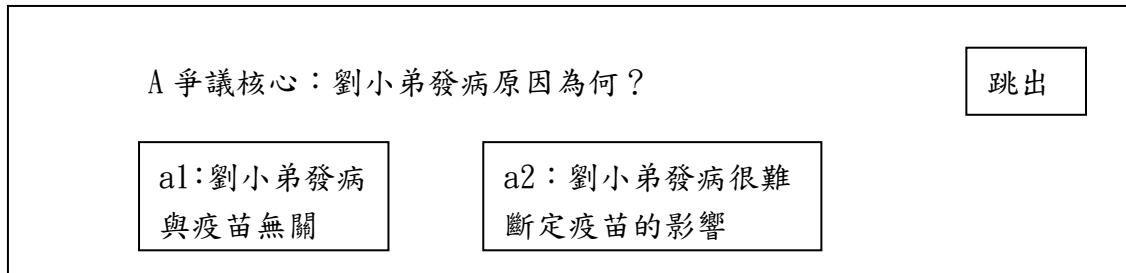 A 爭議核心：劉小弟發病原因為何？
跳出
a1:劉小弟發病
與疫苗無關
a2：劉小弟發病很難
斷定疫苗的影響